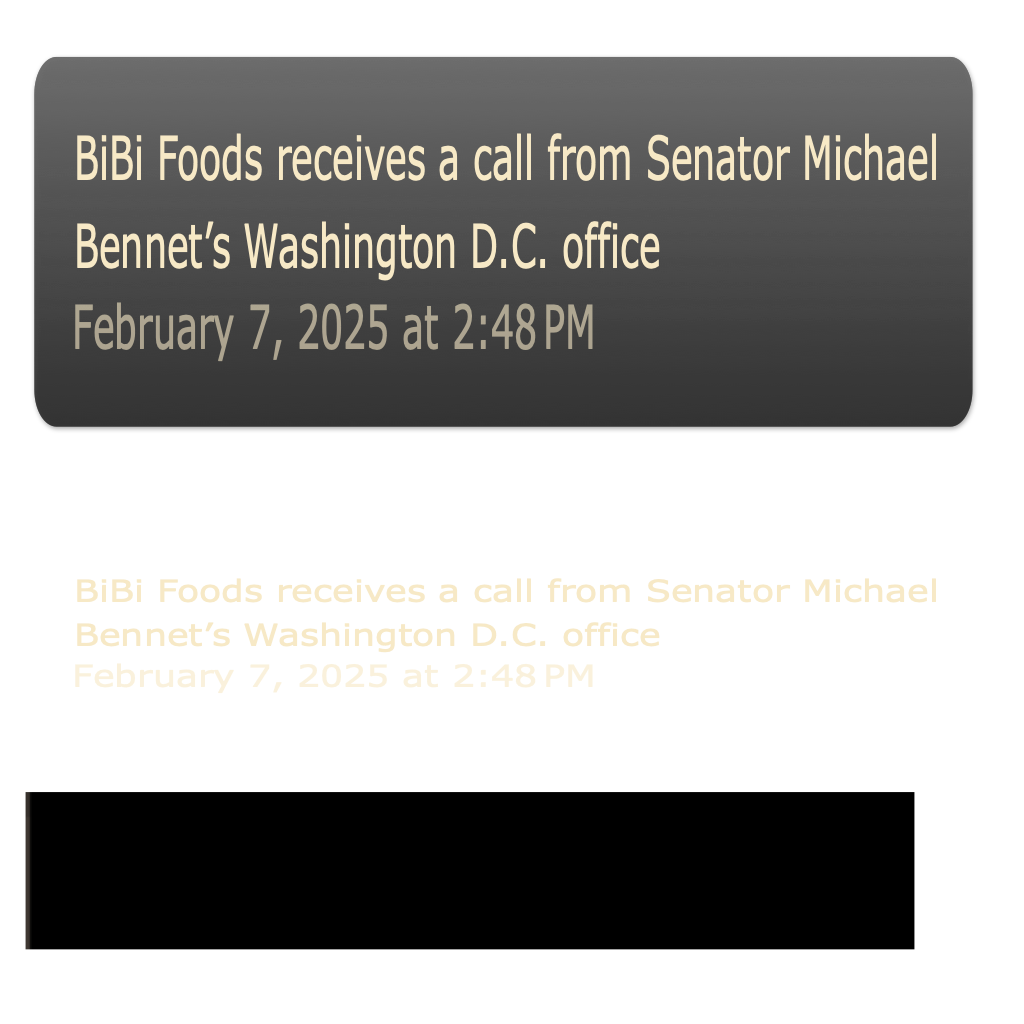 BiBi Foods receives a call from Senator Michael
Bennet’s Washington D.C. office
February 7, 2025 at 2:48 PM
BiBi Foods receives a call from Senator Michael
Bennet’s Washington D.C. office
February 7, 2025 at 2:48 PM